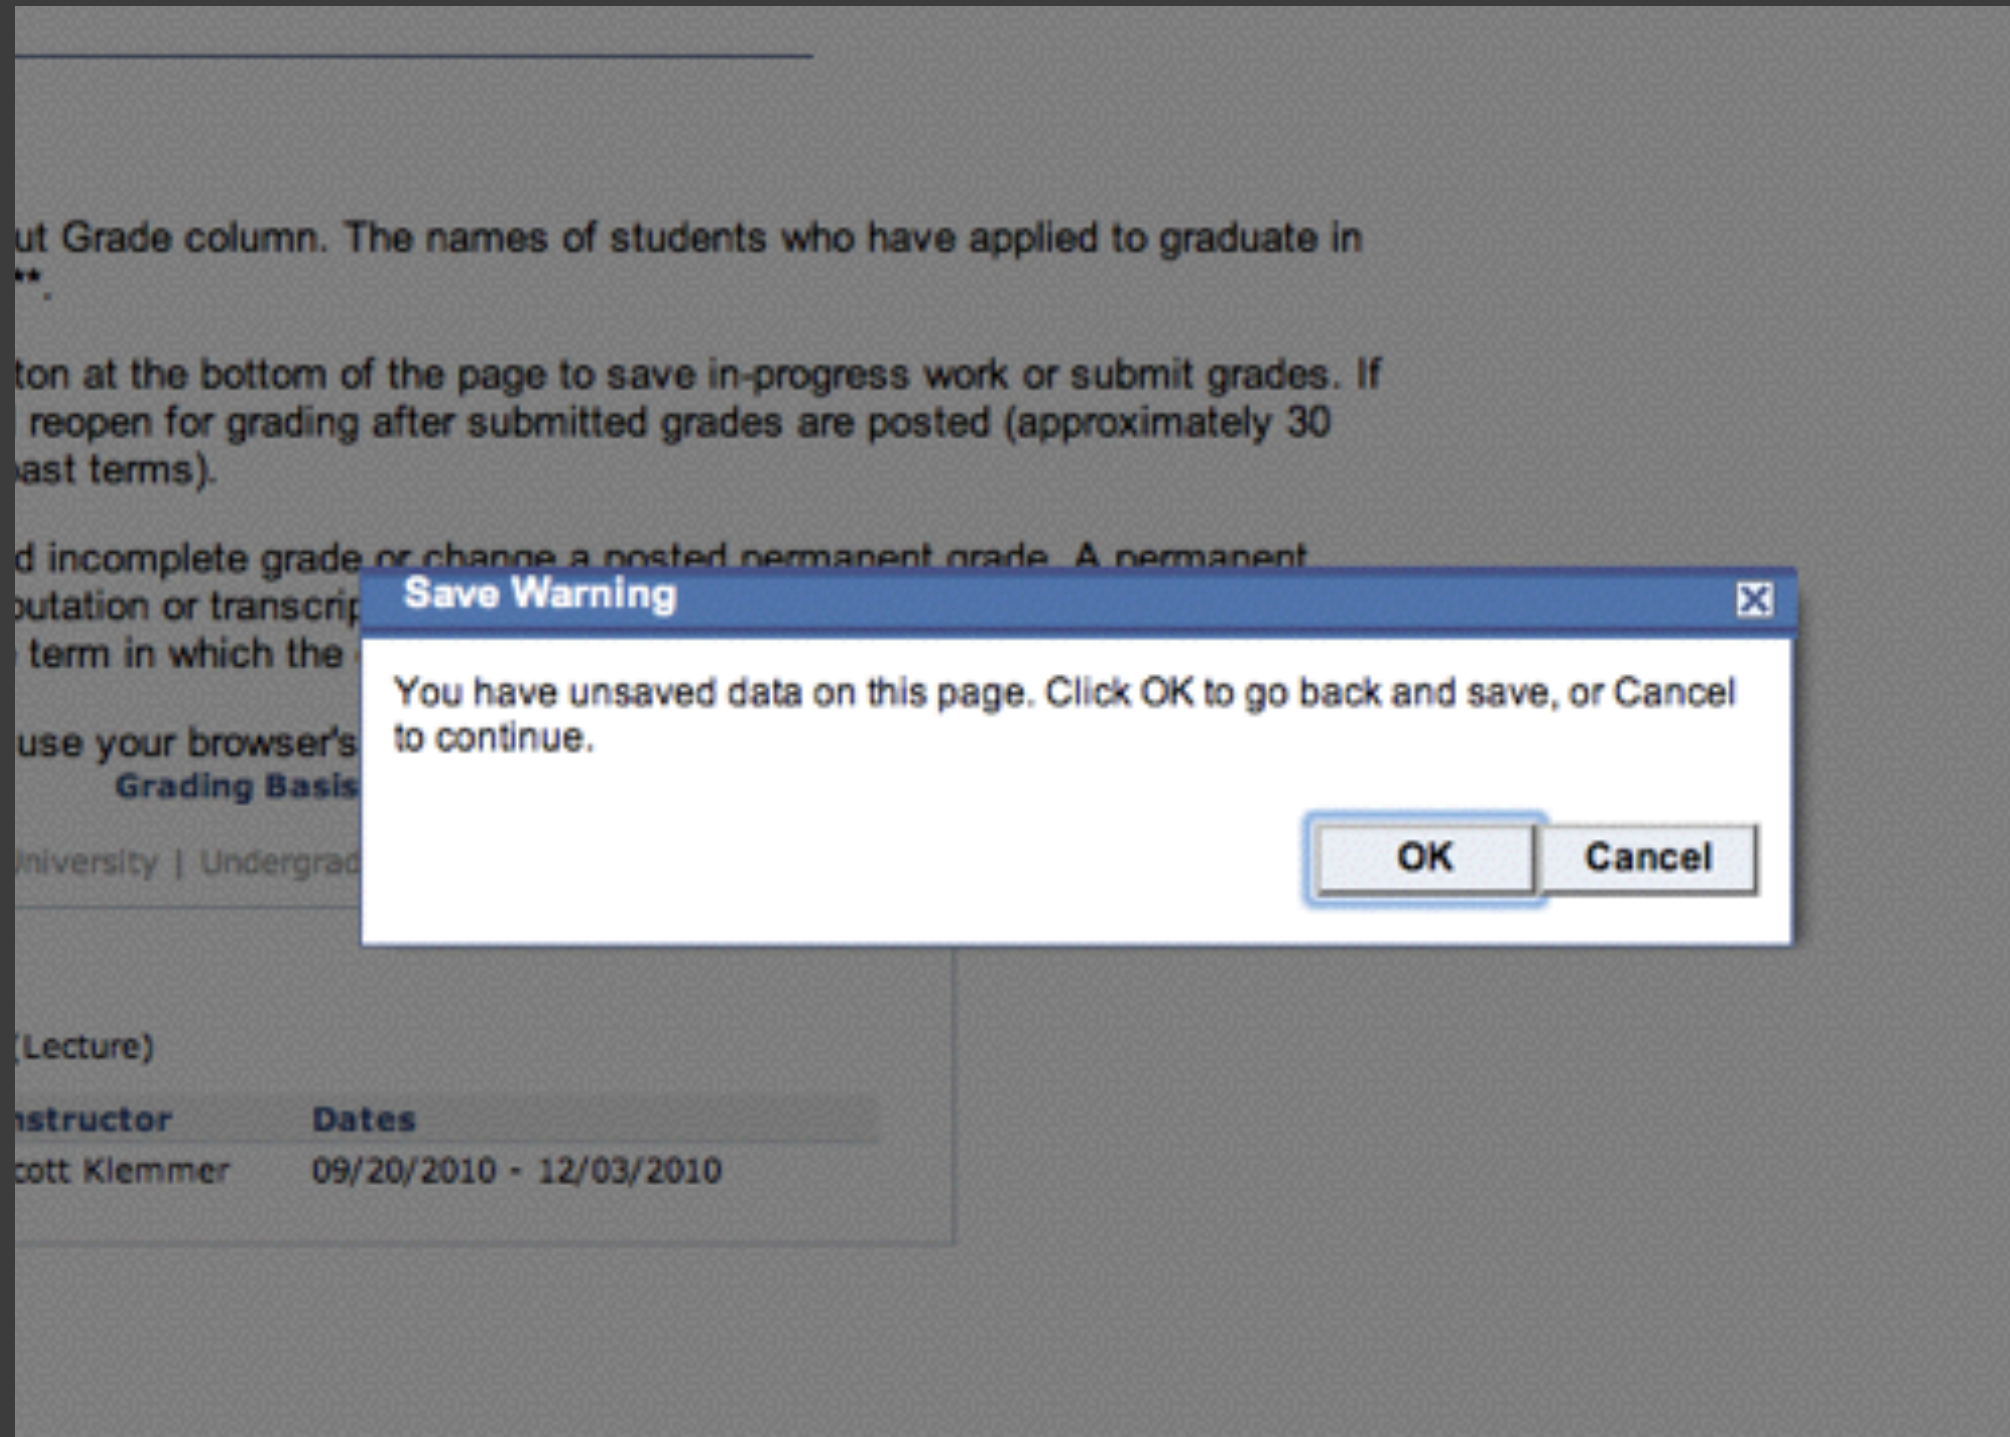 ut Grade column. The names of students who have applied to graduate in
**.
ton at the bottom of the page to save in-progress work or submit grades. If
reopen for grading after submitted grades are posted (approximately 30
ast terms).
d incomplete grade or change a posted permanent grade. A permanent
utation or transcrip
term in which the
use your browser's
Grading Basis
niversity | Undergrad
Save Warning
You have unsaved data on this page. Click OK to go back and save, or Cancel
to continue.
OK Cancel
(Lecture)
nstructor Dates
cott Klemmer 09/20/2010 - 12/03/2010